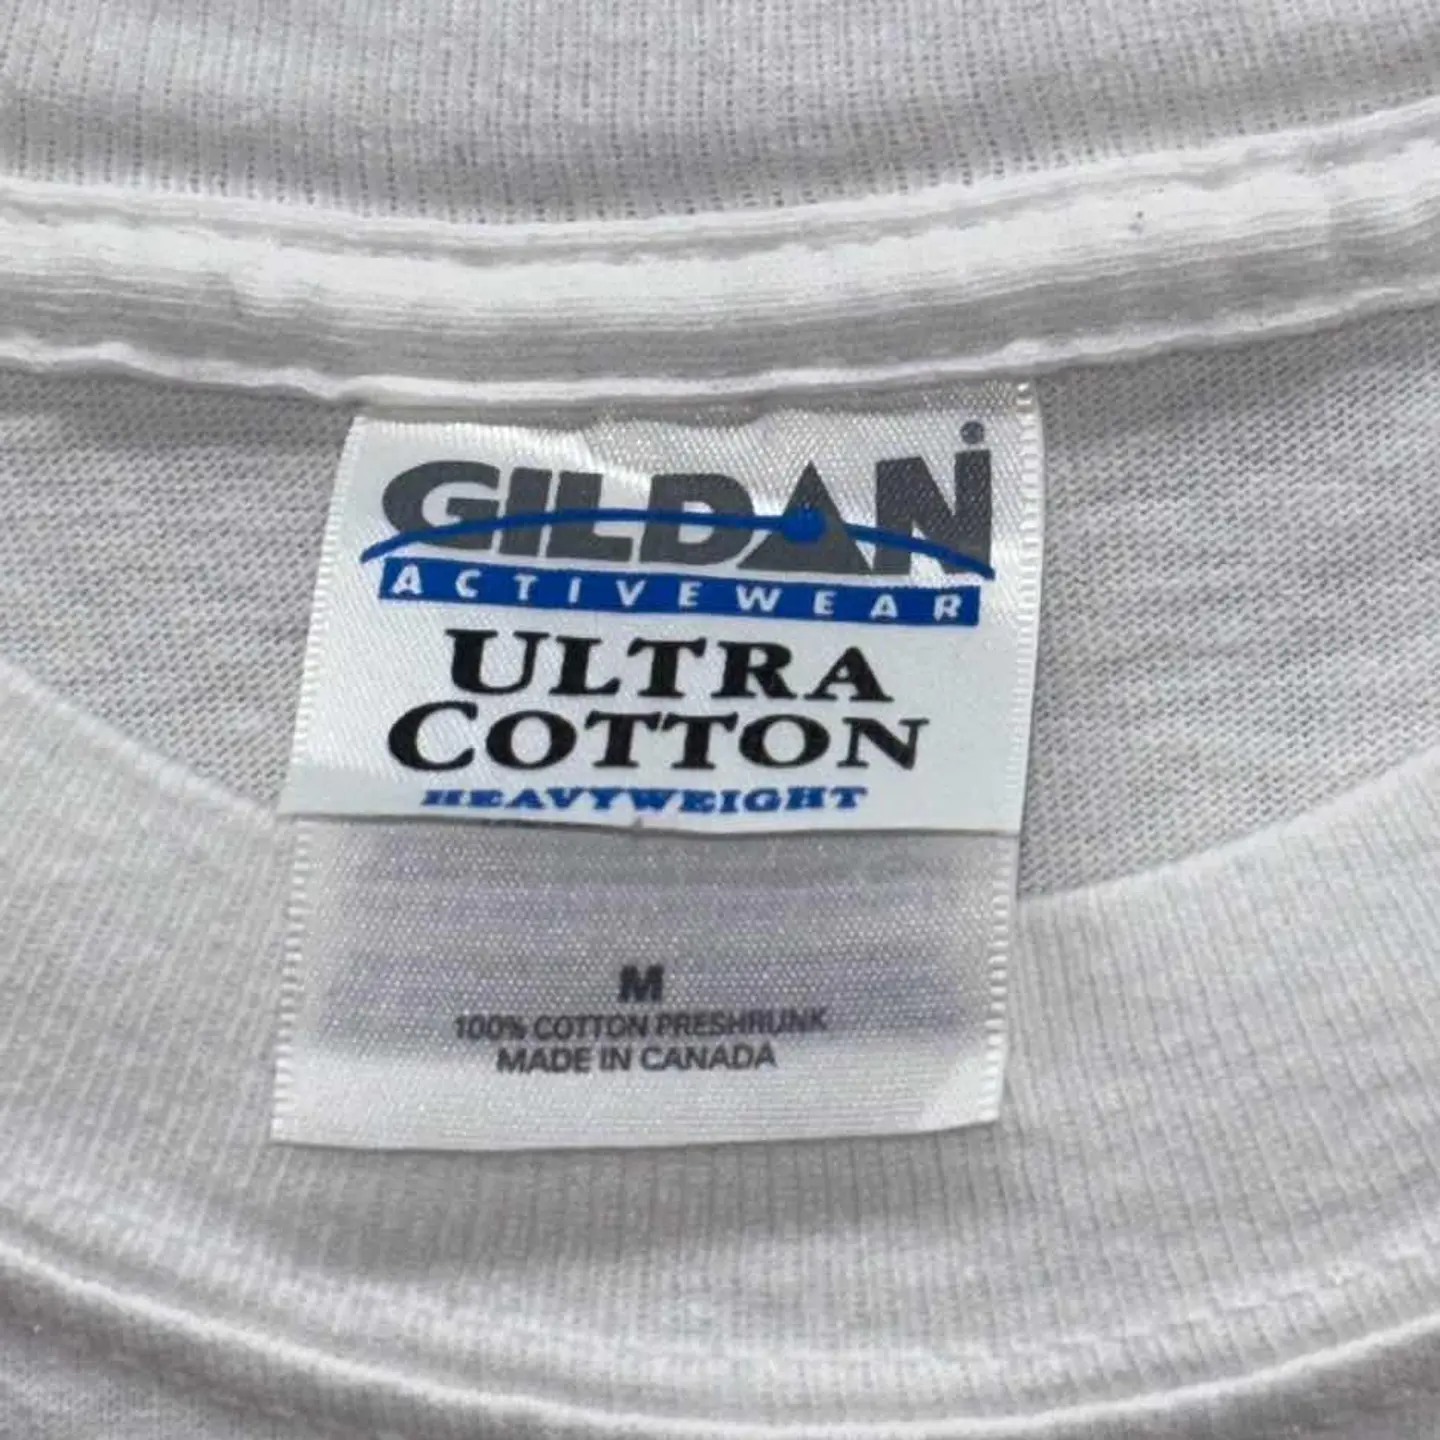 GILDAN
ACTIVEWEAR
ULTRA
COTTON
HEAVYWEIGHT
M
100% COTTON PRESHRUNK
MADE IN CANADA